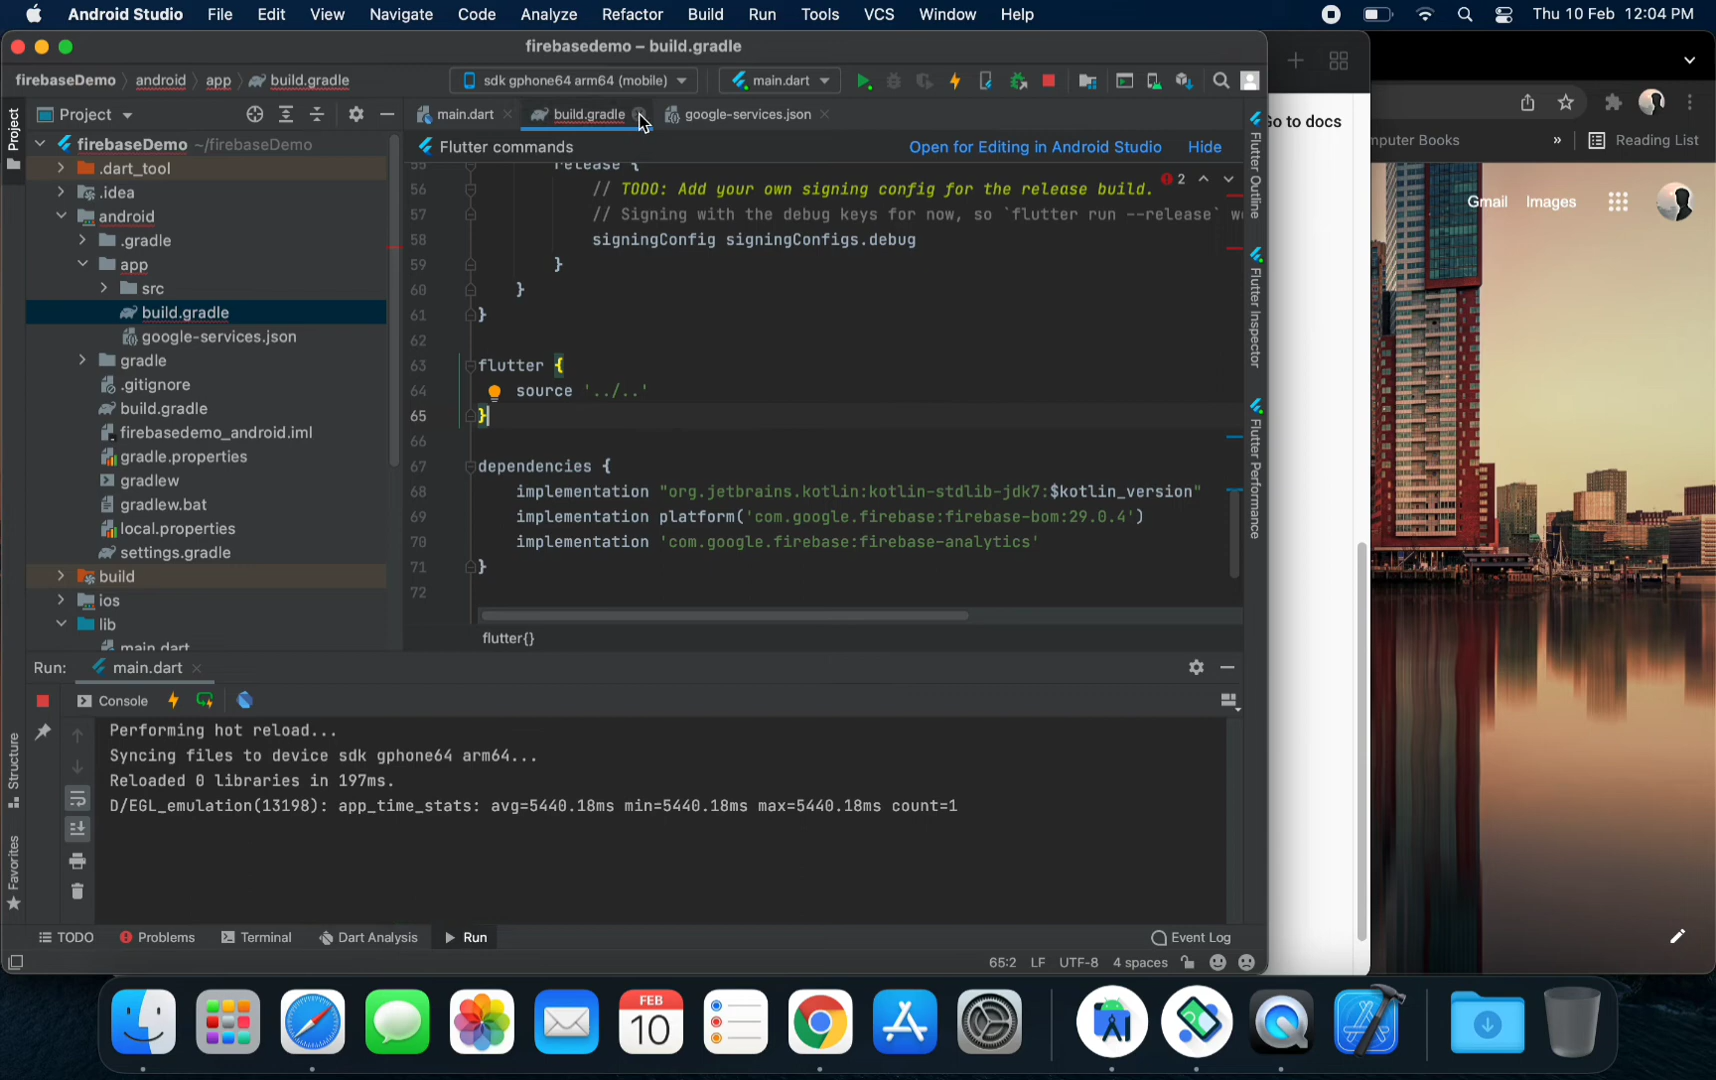 Android Studio File Edit View Navigate Code Analyze Refactor Build Run Tools VCS Window Help Thu 10 Feb 12:04 PM
firebasedemo – build.gradle
firebaseDemo android app build.gradle sdk gphone64 arm64 (mobile) main.dart
Project
main.dart build.gradle google-services.json
Flutter commands Open for Editing in Android Studio Hide
firebaseDemo ~/firebaseDemo
.dart_tool
.idea
android
.gradle
app
src
build.gradle
google-services.json
gradle
.gitignore
build.gradle
firebasedemo_android.iml
gradle.properties
gradlew
gradlew.bat
local.properties
settings.gradle
build
ios
lib
main.dart
55 release {
56 // TODO: Add your own signing config for the release build. 2
57 // Signing with the debug keys for now, so `flutter run --release`
58 signingConfig signingConfigs.debug
59 }
60 }
61 }
62
63 flutter {
64 source '../..'
65 }
66
67 dependencies {
68 implementation "org.jetbrains.kotlin:kotlin-stdlib-jdk7:$kotlin_version"
69 implementation platform('com.google.firebase:firebase-bom:29.0.4')
70 implementation 'com.google.firebase:firebase-analytics'
71 }
72
flutter{}
Project
Structure
Favorites
Flutter Outline
Flutter Inspector
Flutter Performance
Go to docs
mputer Books » Reading List
Gmail Images
Run: main.dart
Console
Performing hot reload...
Syncing files to device sdk gphone64 arm64...
Reloaded 0 libraries in 197ms.
D/EGL_emulation(13198): app_time_stats: avg=5440.18ms min=5440.18ms max=5440.18ms count=1
TODO Problems Terminal Dart Analysis Run Event Log
65:2 LF UTF-8 4 spaces
FEB
10